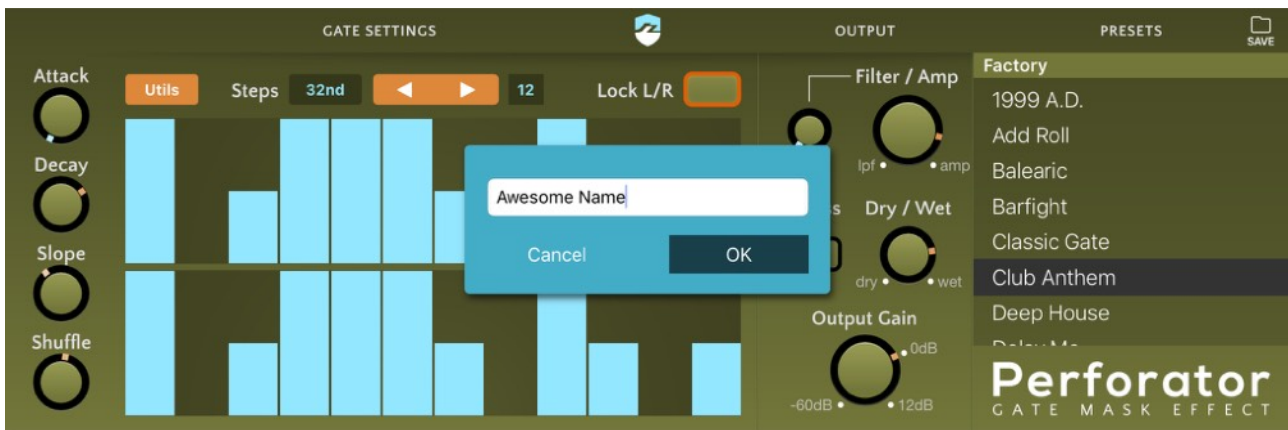 GATE SETTINGS
OUTPUT
PRESETS
SAVE
Attack
Decay
Slope
Shuffle
Utils
Steps
32nd
12
Lock L/R
Awesome Name
Cancel
OK
Filter / Amp
lpf
amp
Dry / Wet
dry
wet
Output Gain
0dB
-60dB
12dB
Factory
1999 A.D.
Add Roll
Balearic
Barfight
Classic Gate
Club Anthem
Deep House
Perforator
GATE MASK EFFECT